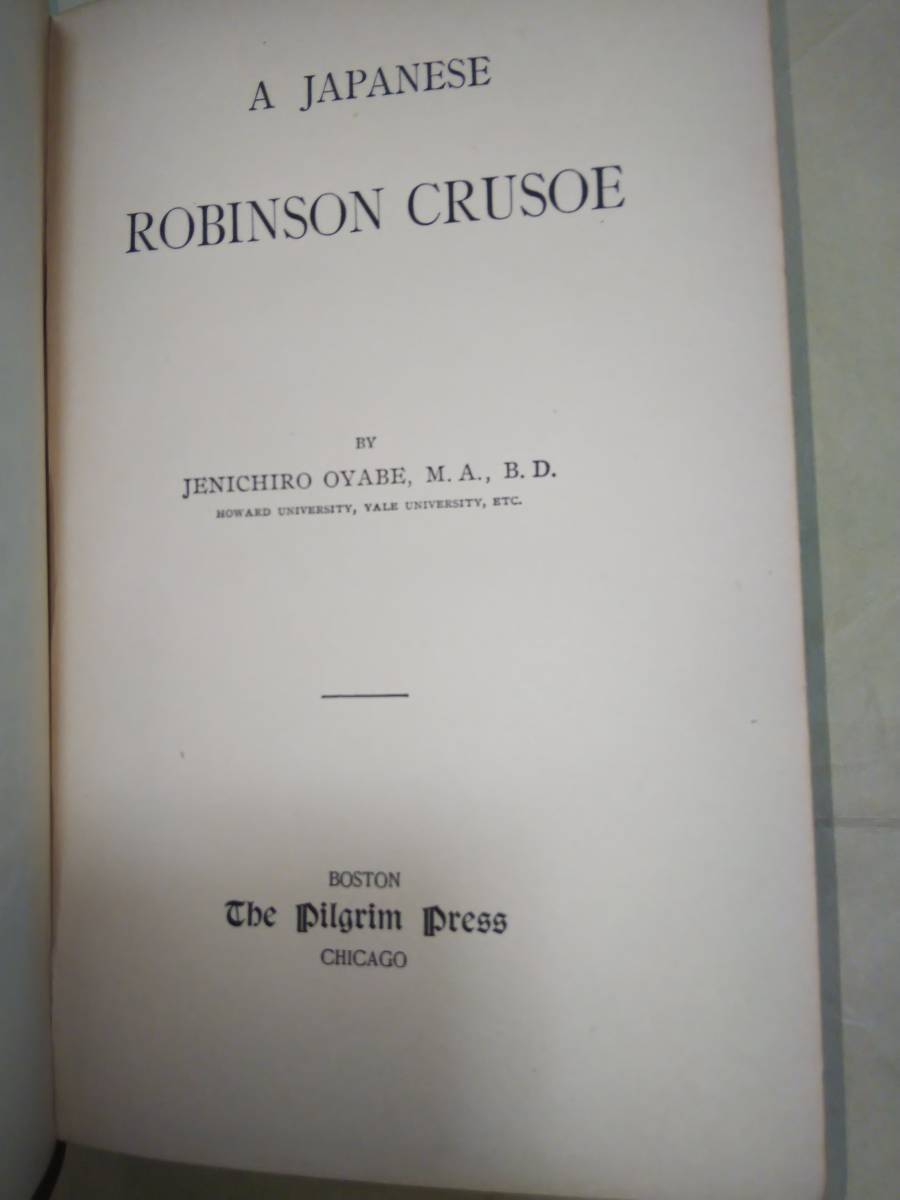 A JAPANESE
ROBINSON CRUSOE
BY
JENICHIRO OYABE, M. A., B. D.
HOWARD UNIVERSITY, YALE UNIVERSITY, ETC.
BOSTON
The Pilgrim Press
CHICAGO